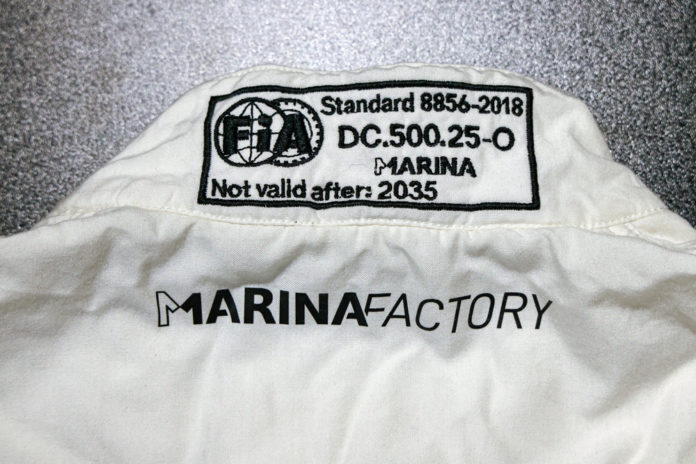 FiA
Standard 8856-2018
DC.500.25-O
MARINA
Not valid after: 2035
MARINAFACTORY